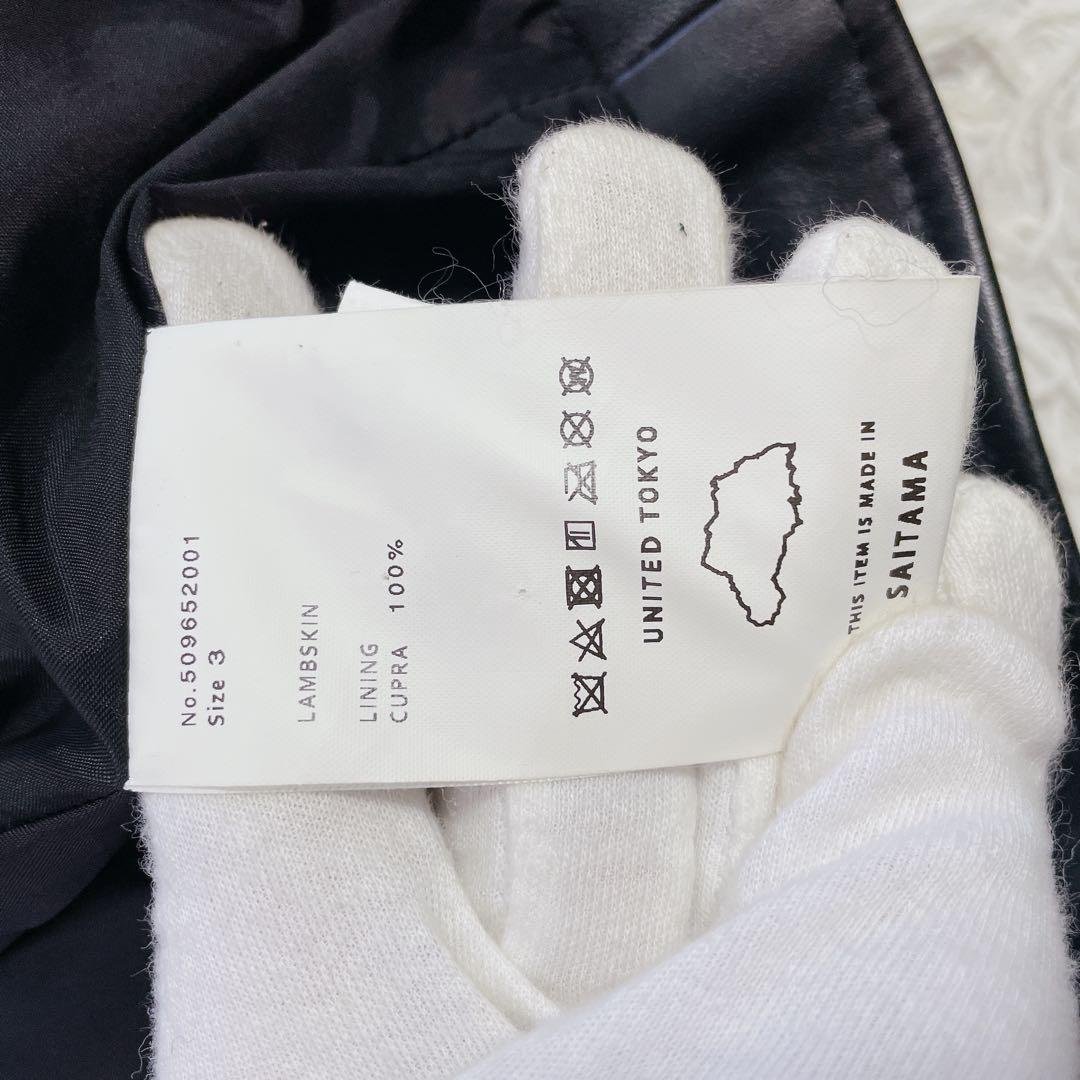 No.509652001
Size 3
LAMBSKIN
LINING
CUPRA 100%
UNITED TOKYO
THIS ITEM IS MADE IN
SAITAMA